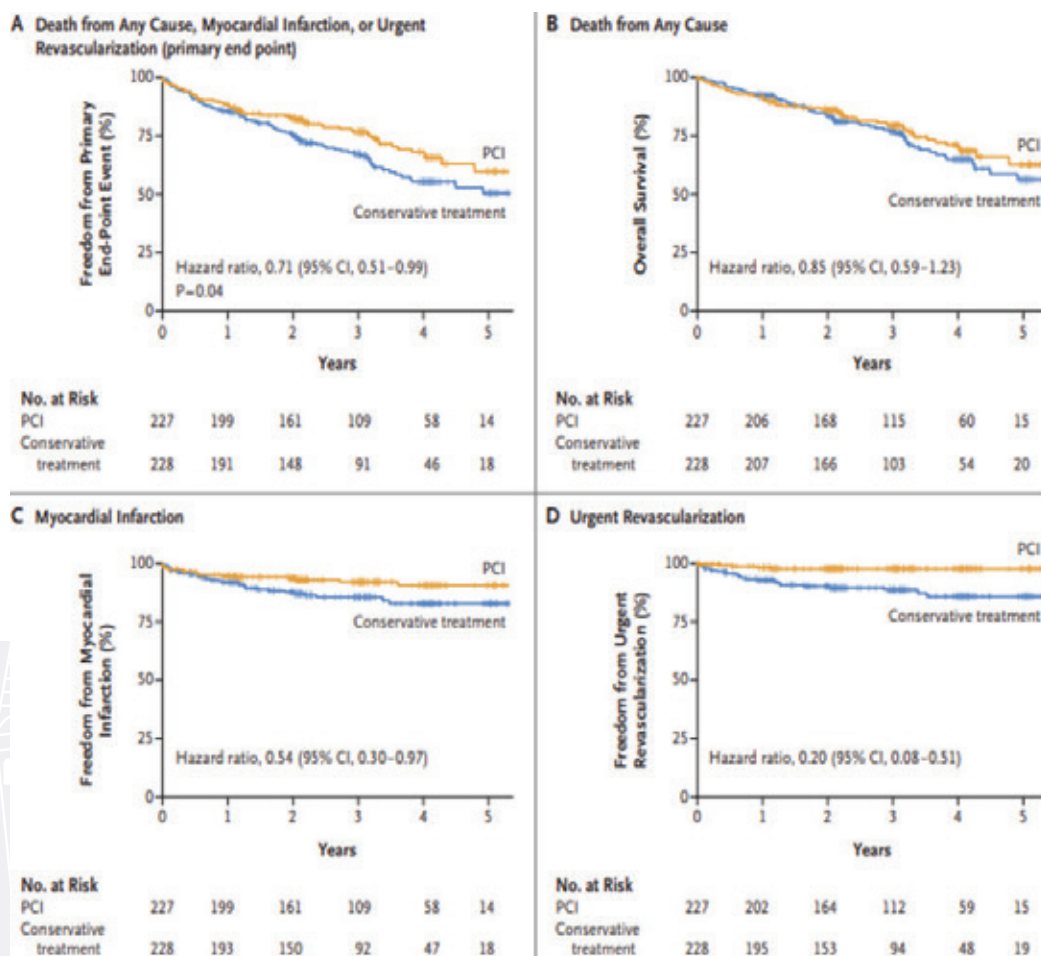 A Death from Any Cause, Myocardial Infarction, or Urgent
Revascularization (primary end point)
Freedom from Primary
End-Point Event (%)
100
75
50
25
0
PCI
Conservative treatment
Hazard ratio, 0.71 (95% CI, 0.51–0.99)
P=0.04
0 1 2 3 4 5
Years
No. at Risk
PCI 227 199 161 109 58 14
Conservative
treatment 228 191 148 91 46 18
B Death from Any Cause
Overall Survival (%)
100
75
50
25
0
PCI
Conservative treatment
Hazard ratio, 0.85 (95% CI, 0.59–1.23)
0 1 2 3 4 5
Years
No. at Risk
PCI 227 206 168 115 60 15
Conservative
treatment 228 207 166 103 54 20
C Myocardial Infarction
Freedom from Myocardial
Infarction (%)
100
75
50
25
0
PCI
Conservative treatment
Hazard ratio, 0.54 (95% CI, 0.30–0.97)
0 1 2 3 4 5
Years
No. at Risk
PCI 227 199 161 109 58 14
Conservative
treatment 228 193 150 92 47 18
D Urgent Revascularization
Freedom from Urgent
Revascularization (%)
100
75
50
25
0
PCI
Conservative treatment
Hazard ratio, 0.20 (95% CI, 0.08–0.51)
0 1 2 3 4 5
Years
No. at Risk
PCI 227 202 164 112 59 15
Conservative
treatment 228 195 153 94 48 19